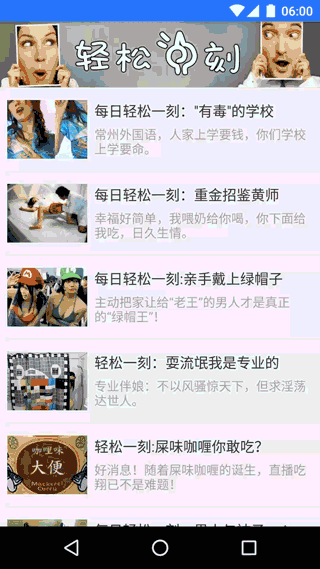 06:00
轻松一刻
每日轻松一刻："有毒"的学校
常州外国语，人家上学要钱，你们学校
上学要命。
每日轻松一刻：重金招鉴黄师
幸福好简单，我喂奶给你喝，你下面给
我吃，日久生情。
每日轻松一刻:亲手戴上绿帽子
主动把家让给“老王”的男人才是真正
的“绿帽王”！
轻松一刻：耍流氓我是专业的
专业伴娘：不以风骚惊天下，但求淫荡
达世人。
轻松一刻:屎味咖喱你敢吃？
好消息！随着屎味咖喱的诞生，直播吃
翔已不是难题！
咖喱味
大便